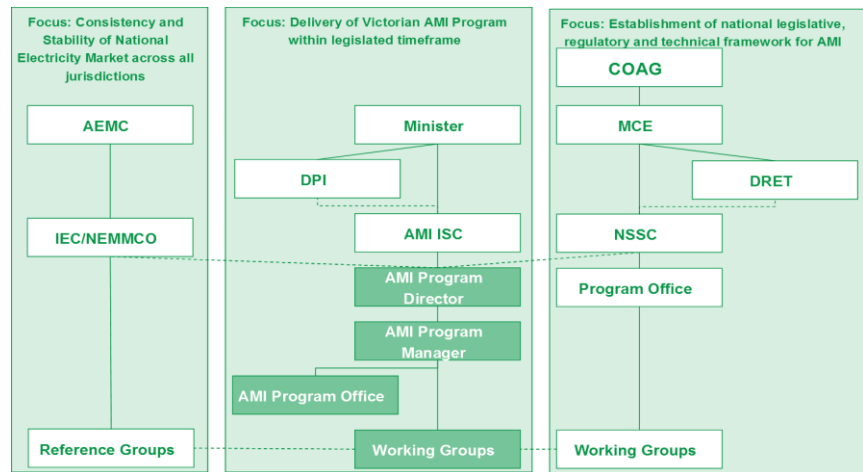 Focus: Consistency and
Stability of National
Electricity Market across all
jurisdictions
AEMC
IEC/NEMMCO
Reference Groups
Focus: Delivery of Victorian AMI Program
within legislated timeframe
Minister
DPI
AMI ISC
AMI Program
Director
AMI Program
Manager
AMI Program Office
Working Groups
Focus: Establishment of national legislative,
regulatory and technical framework for AMI
COAG
MCE
DRET
NSSC
Program Office
Working Groups